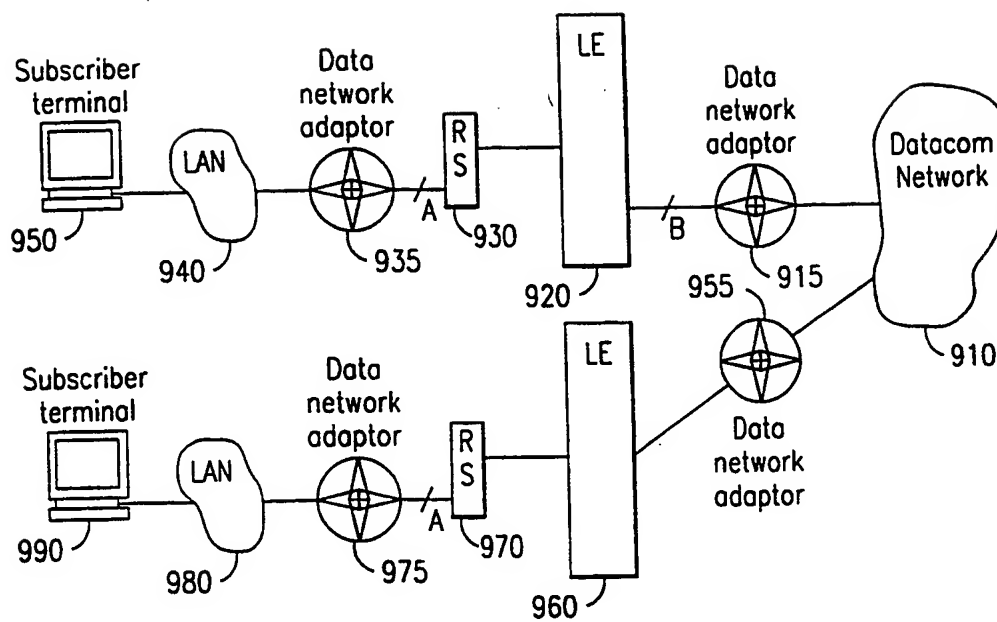 Subscriber
terminal
950
LAN
940
Data
network
adaptor
935
A
R
S
930
LE
920
B
Data
network
adaptor
915
Datacom
Network
910
955
Data
network
adaptor
Subscriber
terminal
990
LAN
980
Data
network
adaptor
975
A
R
S
970
LE
960